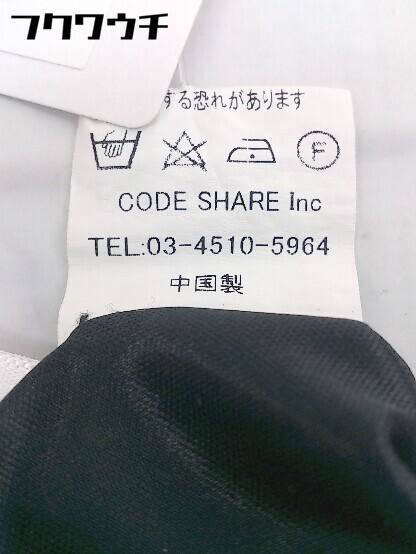 フクワウチ
する恐れがあります
F
CODE SHARE Inc
TEL:03-4510-5964
中国製